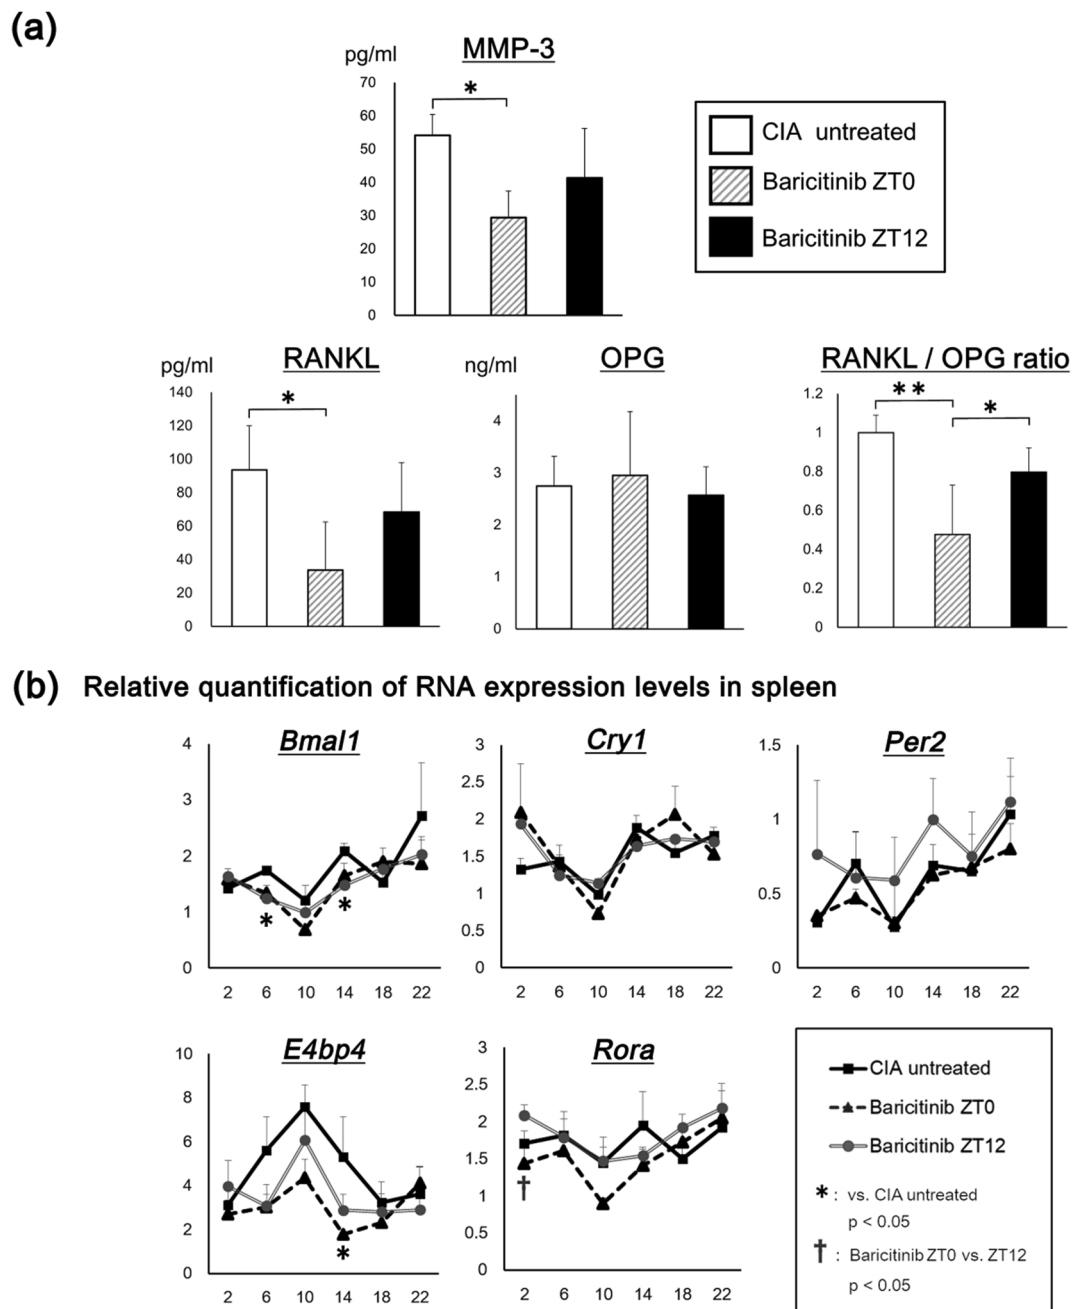 (a)
MMP-3
pg/ml
70
60
50
40
30
20
10
0
*
CIA untreated
Baricitinib ZT0
Baricitinib ZT12
RANKL
pg/ml
140
120
100
80
60
40
20
0
*
OPG
ng/ml
4
3
2
1
0
RANKL / OPG ratio
1.2
1
0.8
0.6
0.4
0.2
0
**
*
(b) Relative quantification of RNA expression levels in spleen
Bmal1
4
3
2
1
0
*
*
2 6 10 14 18 22
Cry1
3
2.5
2
1.5
1
0.5
0
2 6 10 14 18 22
Per2
1.5
1
0.5
0
2 6 10 14 18 22
E4bp4
10
8
6
4
2
0
*
2 6 10 14 18 22
Rora
3
2.5
2
1.5
1
0.5
0
†
2 6 10 14 18 22
CIA untreated
Baricitinib ZT0
Baricitinib ZT12
* : vs. CIA untreated
p < 0.05
† : Baricitinib ZT0 vs. ZT12
p < 0.05